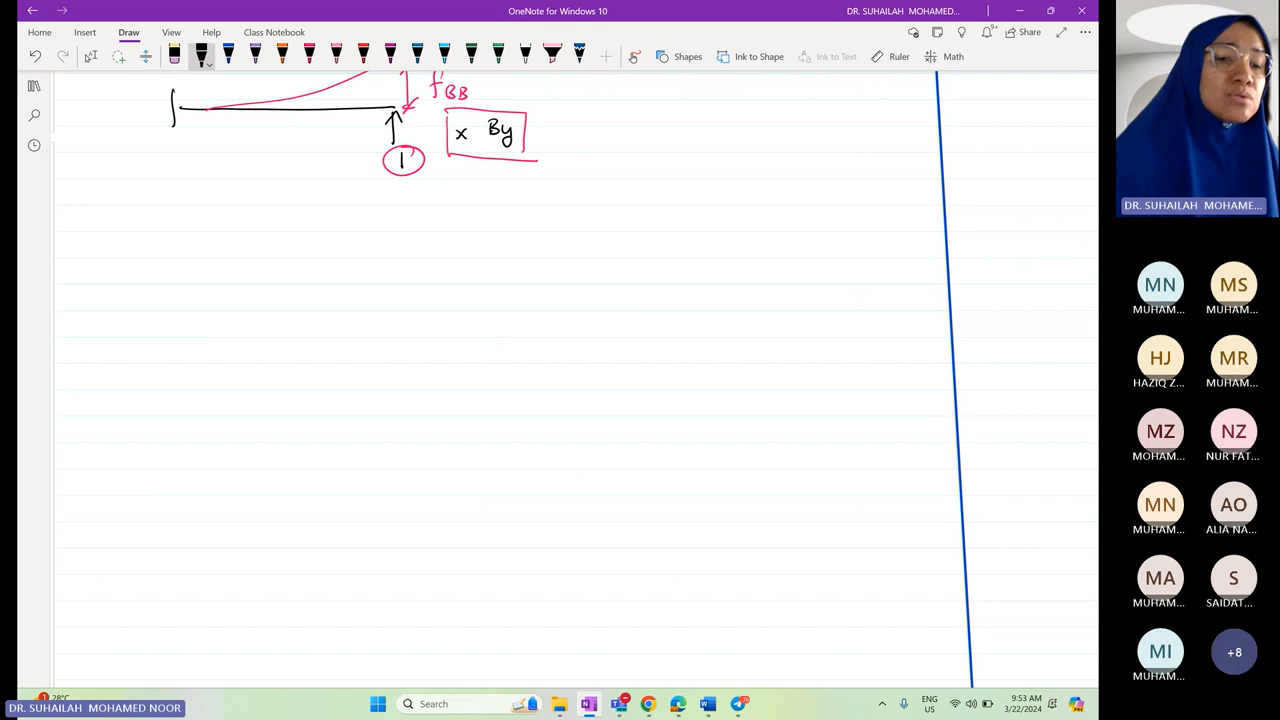 OneNote for Windows 10
DR. SUHAILAH MOHAMED...
Home
Insert
Draw
View
Help
Class Notebook
Share
Shapes
Ink to Shape
Ink to Text
Ruler
Math
fBB
x By
1
DR. SUHAILAH MOHAME...
MN
MUHAM...
MS
MUHAM...
HJ
HAZIQ Z...
MR
MUHAM...
MZ
MOHAM...
NZ
NUR FAT...
MN
MUHAM...
AO
ALIA NA...
MA
MUHAM...
S
SAIDAT...
MI
MUHAM...
+8
28°C
DR. SUHAILAH MOHAMED NOOR
Search
ENG
US
9:53 AM
3/22/2024